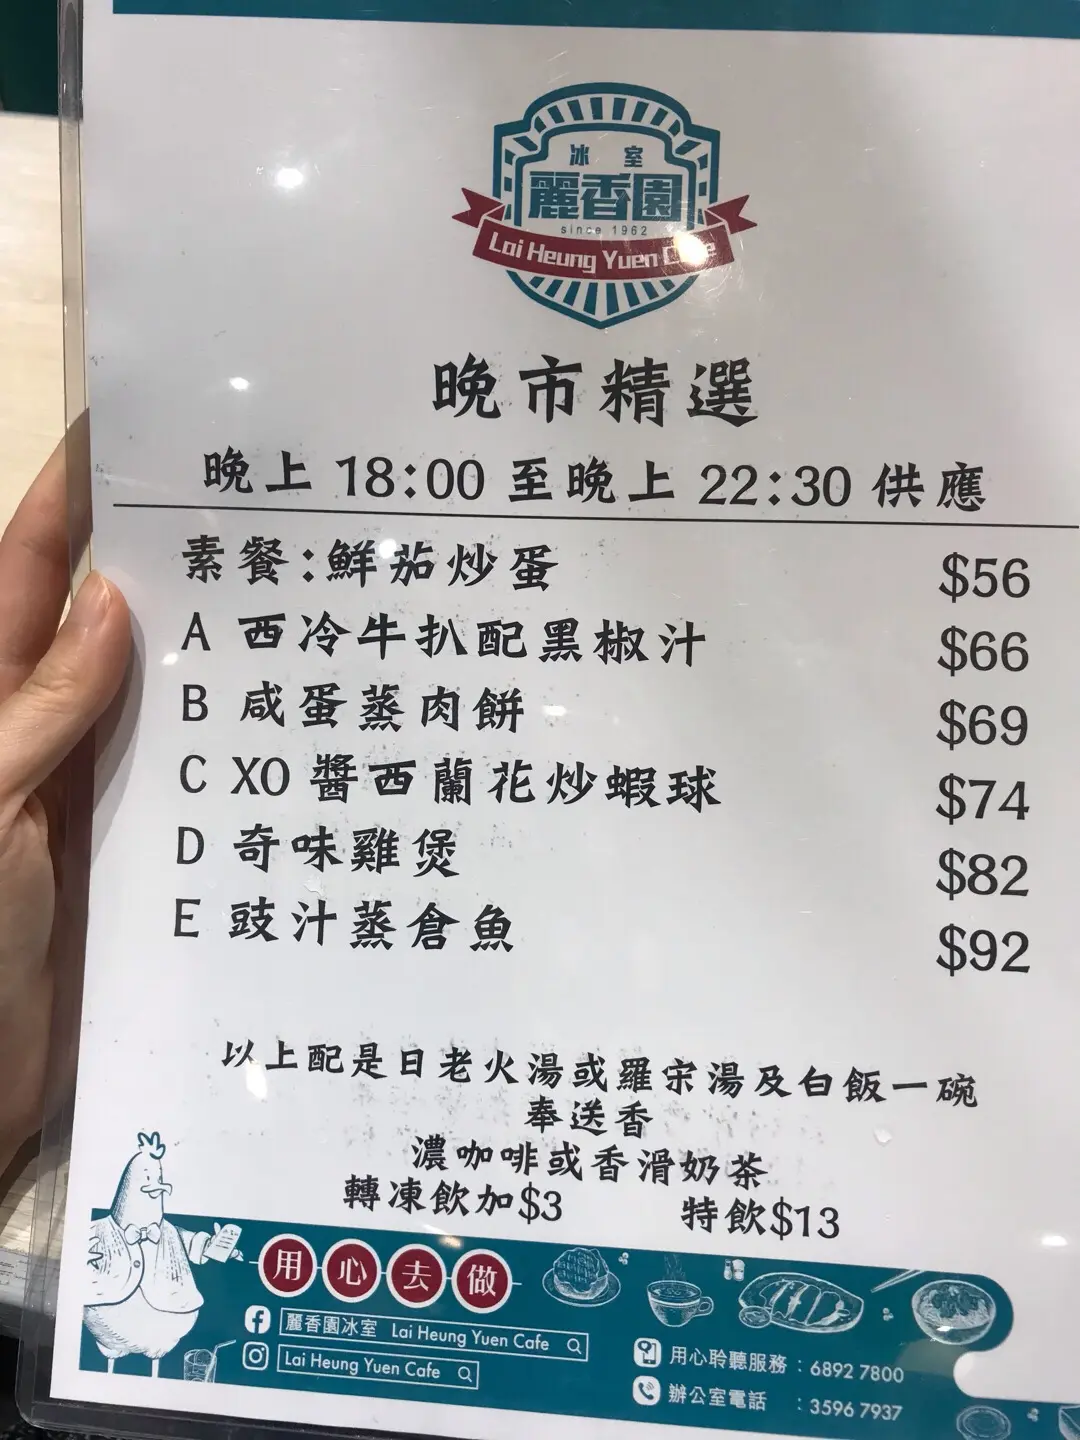 冰室
麗香園
since 1962
Lai Heung Yuen Cafe
晚市精選
晚上 18:00 至晚上 22:30 供應
素餐:鮮茄炒蛋 $56
A 西冷牛扒配黑椒汁 $66
B 咸蛋蒸肉餅 $69
C XO 醬西蘭花炒蝦球 $74
D 奇味雞煲 $82
E 豉汁蒸倉魚 $92
以上配是日老火湯或羅宋湯及白飯一碗
奉送香
濃咖啡或香滑奶茶
轉凍飲加$3 特飲$13
用心去做
麗香園冰室 Lai Heung Yuen Cafe
Lai Heung Yuen Cafe
用心聆聽服務 : 6892 7800
辦公室電話 : 3596 7937